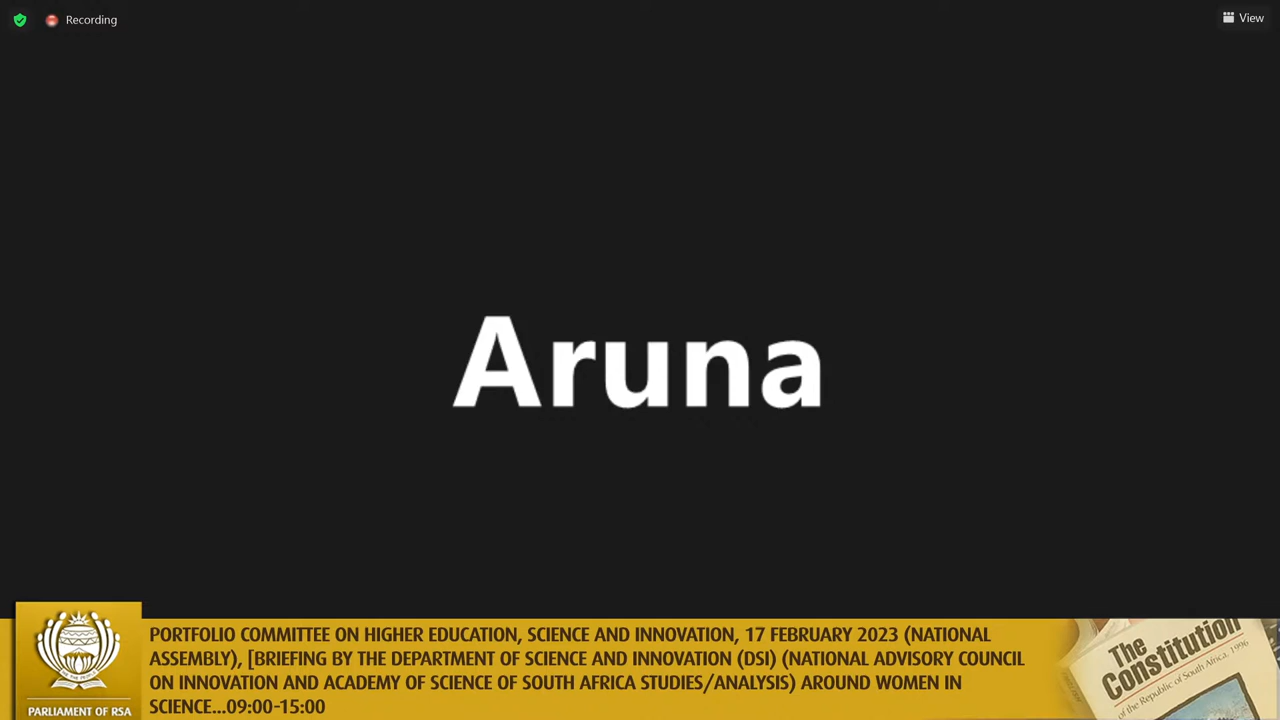 Recording
View
Aruna
PORTFOLIO COMMITTEE ON HIGHER EDUCATION, SCIENCE AND INNOVATION, 17 FEBRUARY 2023 (NATIONAL
ASSEMBLY), [BRIEFING BY THE DEPARTMENT OF SCIENCE AND INNOVATION (DSI) (NATIONAL ADVISORY COUNCIL
ON INNOVATION AND ACADEMY OF SCIENCE OF SOUTH AFRICA STUDIES/ANALYSIS) AROUND WOMEN IN
SCIENCE...09:00-15:00
PARLIAMENT OF RSA
The
Constitution
of the Republic of South Africa, 1996